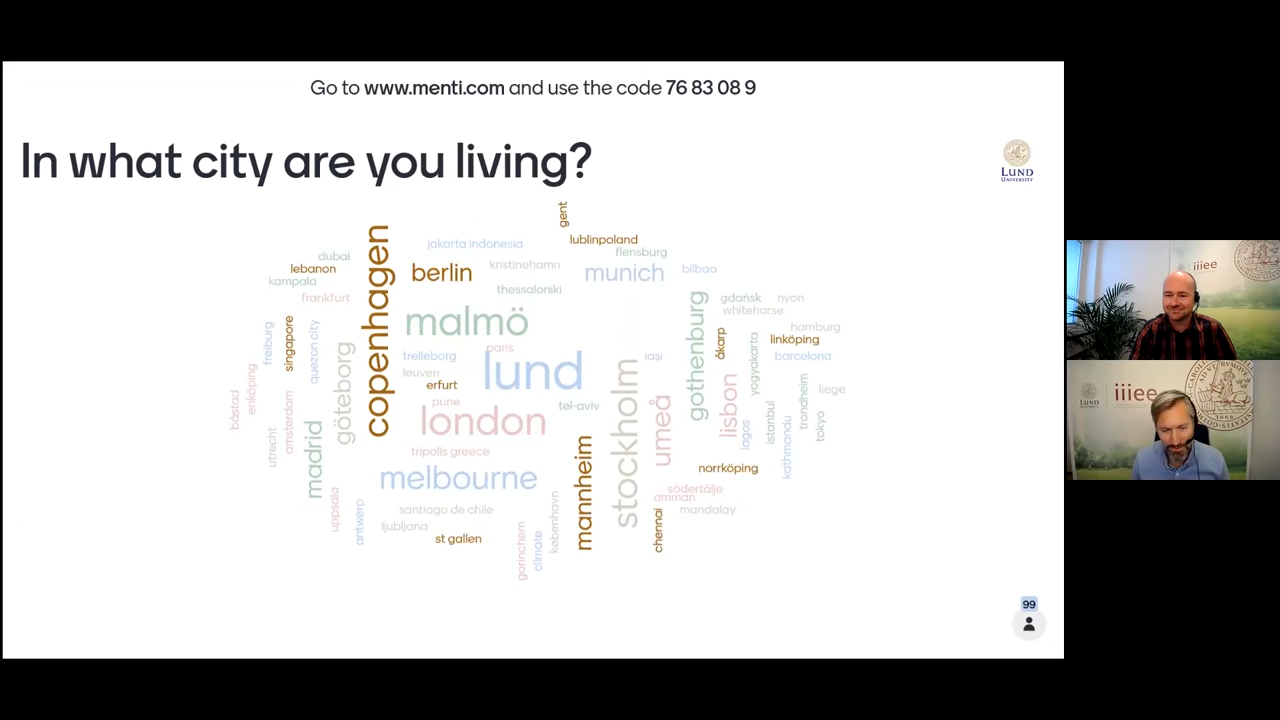 Go to www.menti.com and use the code 76 83 08 9
In what city are you living?
LUND
UNIVERSITY
gent
lublinpoland
jakarta indonesia
flensburg
dubai
copenhagen
lebanon
berlin
kristinehamn
munich
bilbao
kampala
thessaloniki
frankfurt
gdańsk
nyon
whitehorse
gothenburg
malmö
singapore
freiburg
quezon city
hamburg
linköping
åkarp
yogyakarta
paris
trelleborg
lund
iași
barcelona
göteborg
leuven
erfurt
stockholm
enköping
båstad
amsterdam
pune
london
tel-aviv
umeå
lisbon
lagos
istanbul
trondheim
liege
tokyo
kathmandu
utrecht
madrid
tripolis greece
mannheim
norrköping
melbourne
södertälje
amman
mandalay
uppsala
antwerp
santiago de chile
ljubljana
st gallen
københavn
gorinchem
climate
chennai
99
iiiee
LUND
UNIVERSITY
iiiee